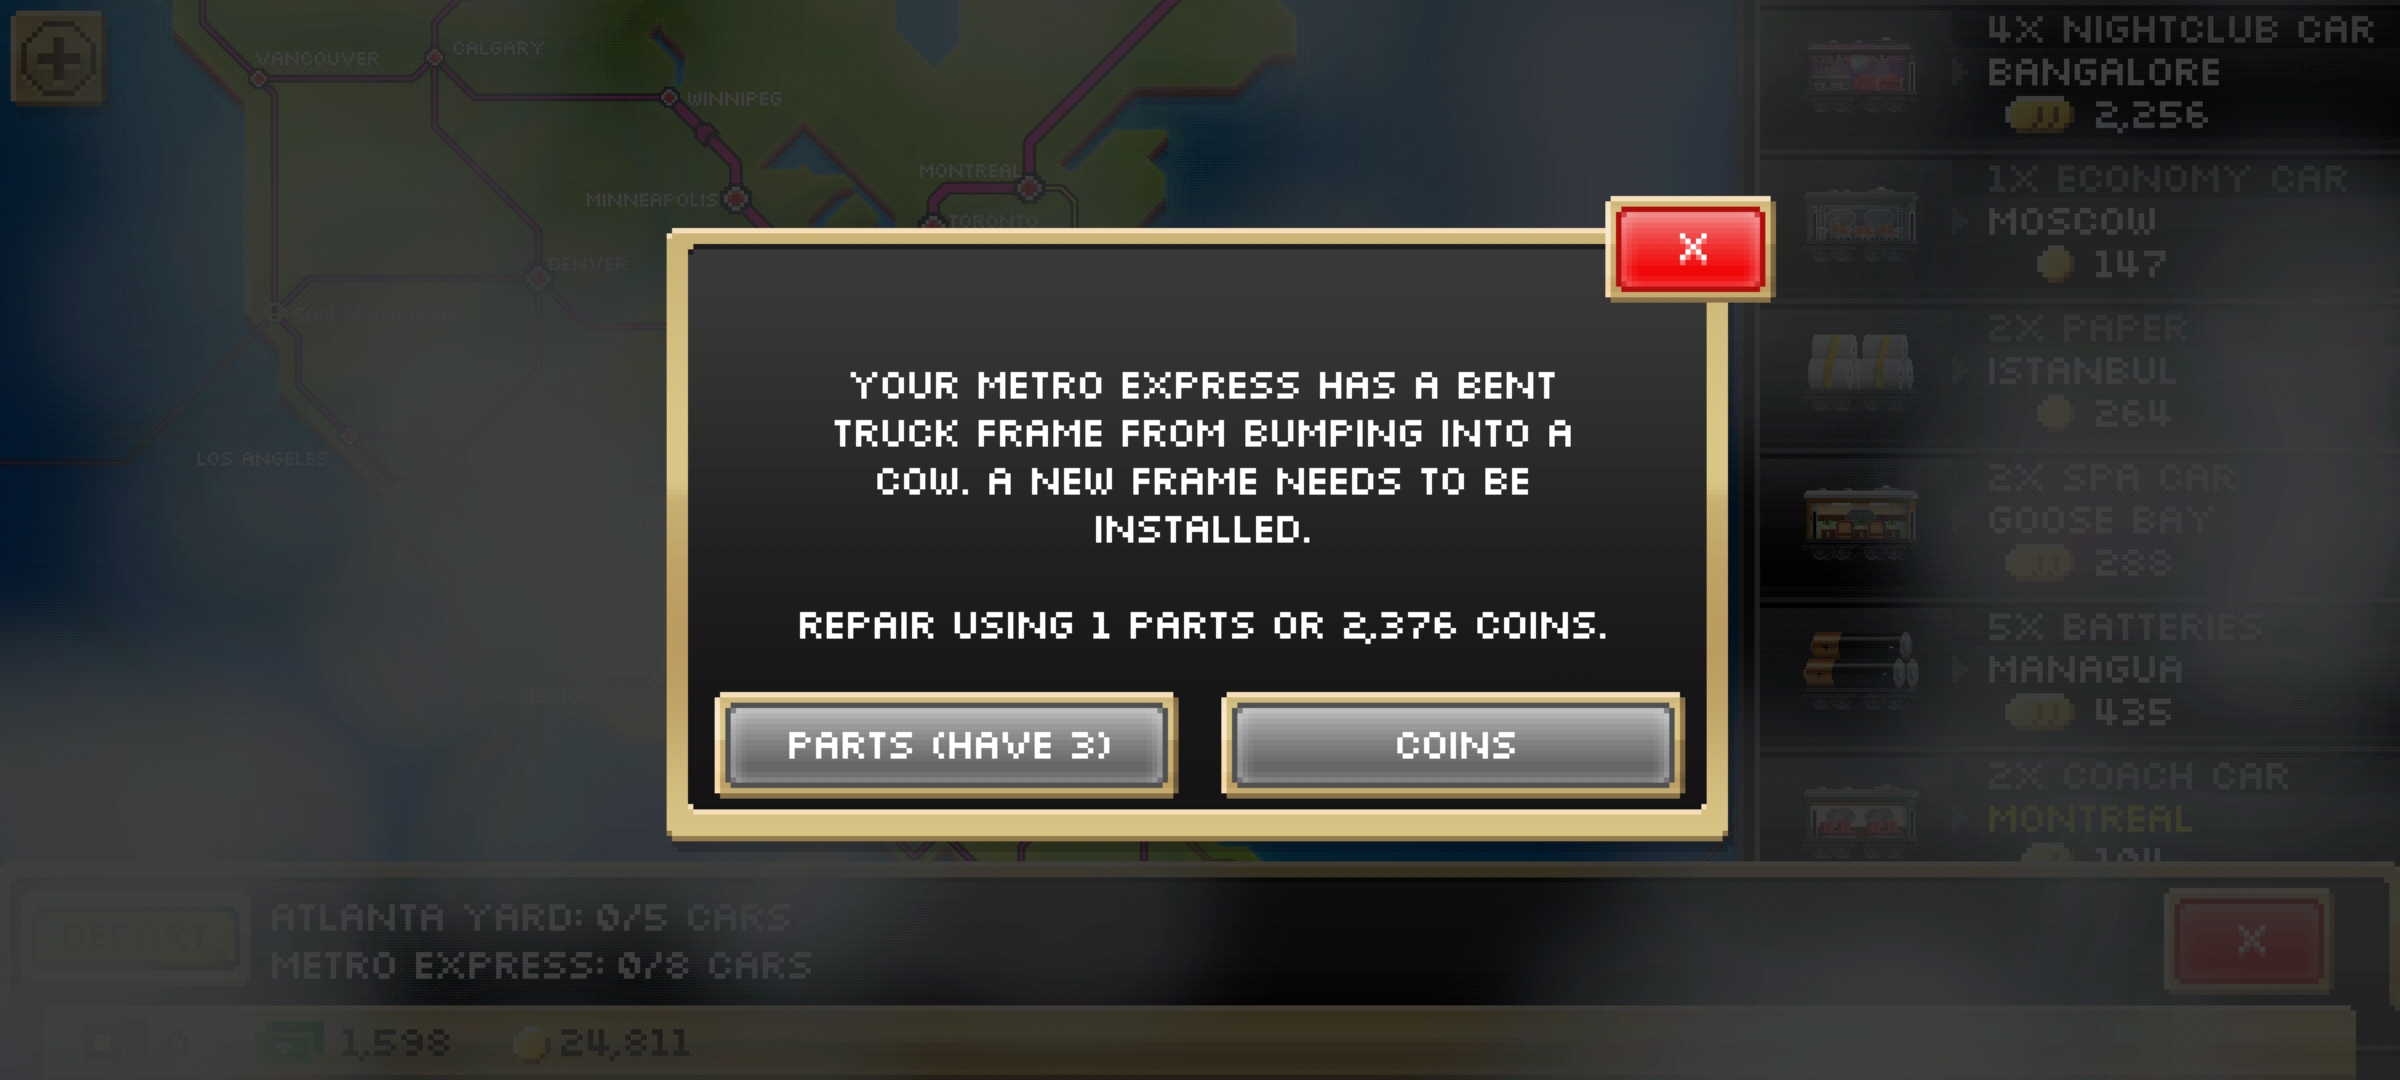 VANCOUVER
CALGARY
WINNIPEG
MINNEAPOLIS
MONTREAL
TORONTO
DENVER
SAN FRANCISCO
LOS ANGELES
4X NIGHTCLUB CAR
BANGALORE
2,256
1X ECONOMY CAR
MOSCOW
147
2X PAPER
ISTANBUL
264
2X SPA CAR
GOOSE BAY
288
5X BATTERIES
MANAGUA
435
2X COACH CAR
MONTREAL
104
X
YOUR METRO EXPRESS HAS A BENT
TRUCK FRAME FROM BUMPING INTO A
COW. A NEW FRAME NEEDS TO BE
INSTALLED.
REPAIR USING 1 PARTS OR 2,376 COINS.
PARTS (HAVE 3)
COINS
DEPART
ATLANTA YARD: 0/5 CARS
METRO EXPRESS: 0/8 CARS
X
0
1,598
24,811